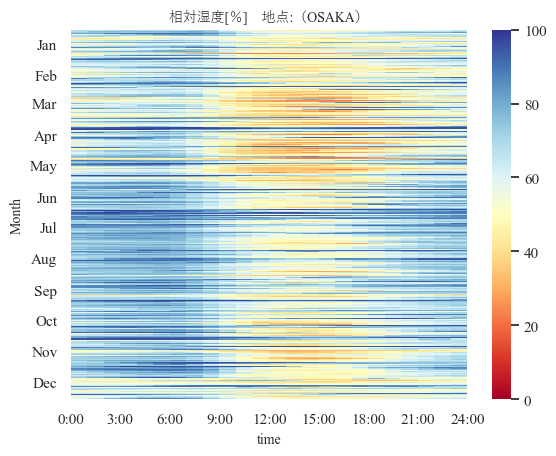 相対湿度[%]　地点:（OSAKA）
Jan
Feb
Mar
Apr
May
Jun
Jul
Aug
Sep
Oct
Nov
Dec
Month
0:00 3:00 6:00 9:00 12:00 15:00 18:00 21:00 24:00
time
100
80
60
40
20
0